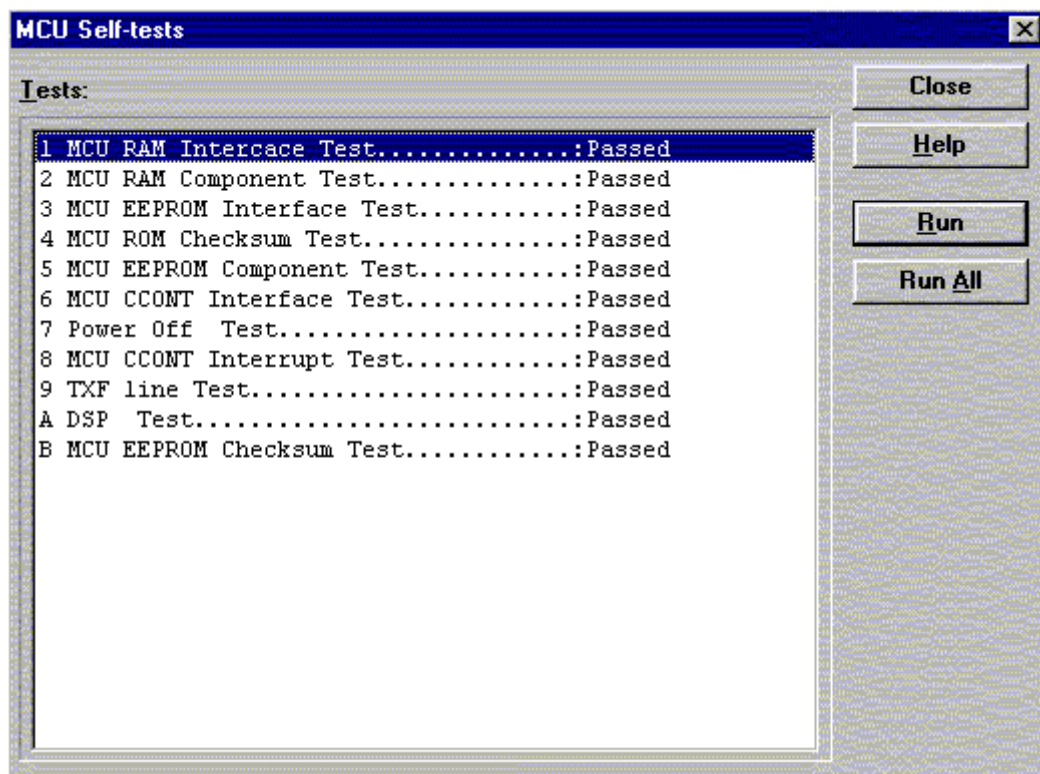 MCU Self-tests
Tests:
1 MCU RAM Intercace Test..............:Passed
2 MCU RAM Component Test..............:Passed
3 MCU EEPROM Interface Test...........:Passed
4 MCU ROM Checksum Test...............:Passed
5 MCU EEPROM Component Test...........:Passed
6 MCU CCONT Interface Test............:Passed
7 Power Off  Test.....................:Passed
8 MCU CCONT Interrupt Test............:Passed
9 TXF line Test.......................:Passed
A DSP  Test...........................:Passed
B MCU EEPROM Checksum Test............:Passed
Close
Help
Run
Run All